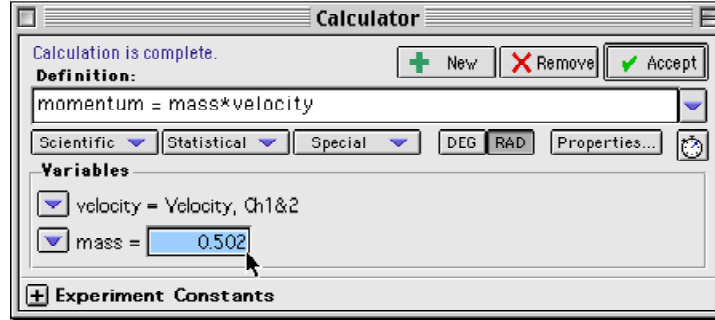 Calculator
Calculation is complete.
Definition:
New Remove Accept
momentum = mass*velocity
Scientific Statistical Special DEG RAD Properties...
Variables
velocity = Velocity, Ch1&2
mass = 0.502
Experiment Constants